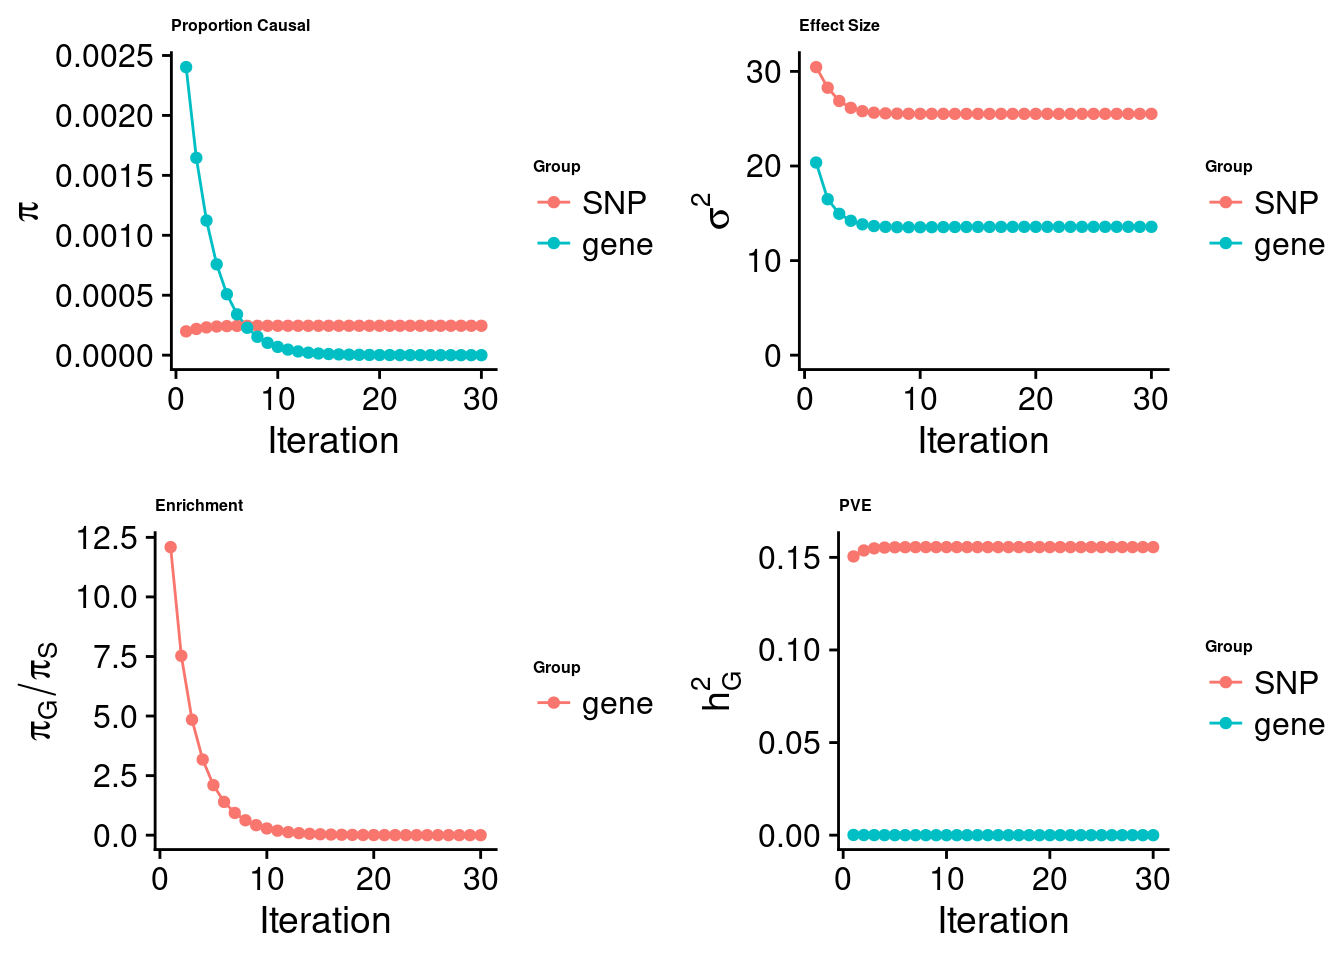 Proportion Causal
0.0025
0.0020
0.0015
0.0010
0.0005
0.0000
π
0 10 20 30
Iteration
Group
SNP
gene
Effect Size
30
20
10
0
σ²
0 10 20 30
Iteration
Group
SNP
gene
Enrichment
12.5
10.0
7.5
5.0
2.5
0.0
π_G/π_S
0 10 20 30
Iteration
Group
gene
PVE
0.15
0.10
0.05
0.00
h²_G
0 10 20 30
Iteration
Group
SNP
gene